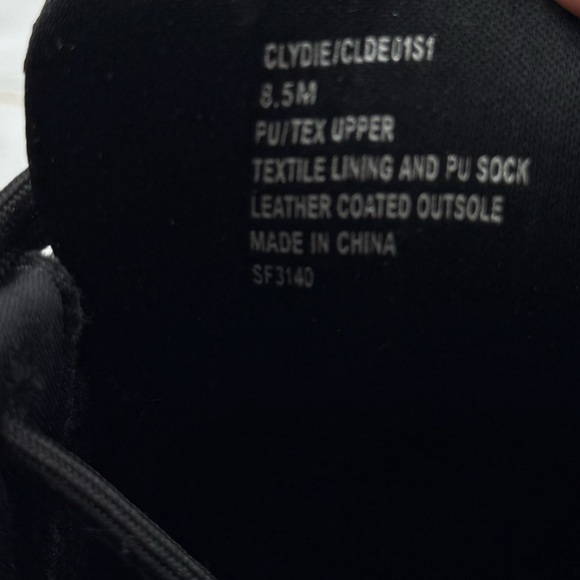 CLYDIE/CLDE01S1
8.5M
PU/TEX UPPER
TEXTILE LINING AND PU SOCK
LEATHER COATED OUTSOLE
MADE IN CHINA
SF3140